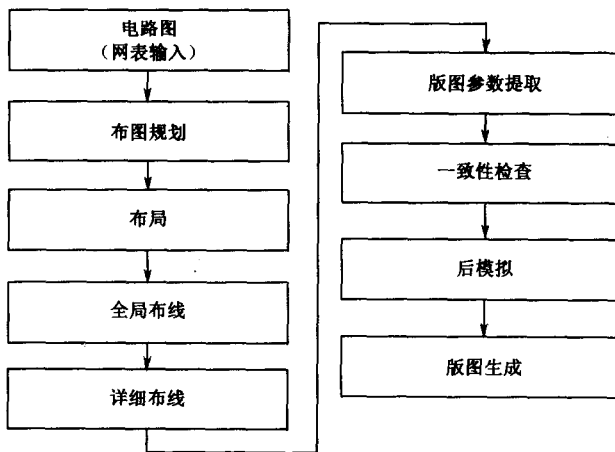 电路图
（网表输入）
布图规划
布局
全局布线
详细布线
版图参数提取
一致性检查
后模拟
版图生成